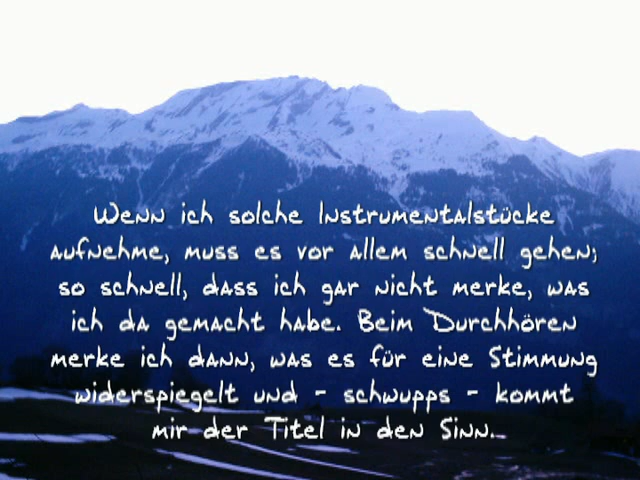 Wenn ich solche Instrumentalstücke
aufnehme, muss es vor allem schnell gehen;
so schnell, dass ich gar nicht merke, was
ich da gemacht habe. Beim Durchhören
merke ich dann, was es für eine Stimmung
widerspiegelt und - schwupps - kommt
mir der Titel in den Sinn.